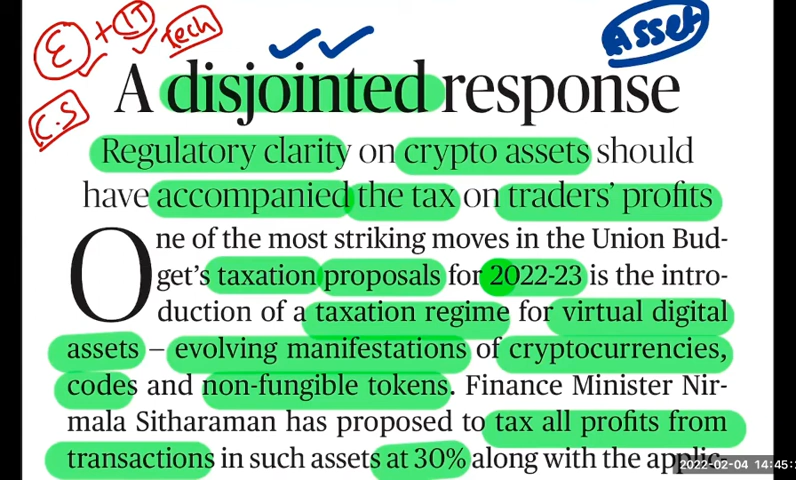 E + IT Tech
Asset
C.S
A disjointed response
Regulatory clarity on crypto assets should
have accompanied the tax on traders' profits
One of the most striking moves in the Union Bud-
get's taxation proposals for 2022-23 is the intro-
duction of a taxation regime for virtual digital
assets – evolving manifestations of cryptocurrencies,
codes and non-fungible tokens. Finance Minister Nir-
mala Sitharaman has proposed to tax all profits from
transactions in such assets at 30% along with the
2022-02-04 14:45: